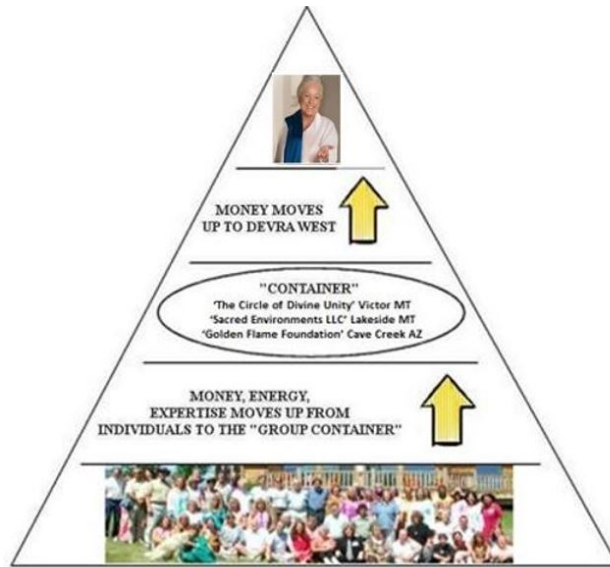 MONEY MOVES
UP TO DEVRA WEST
"CONTAINER"
'The Circle of Divine Unity' Victor MT
'Sacred Environments LLC' Lakeside MT
'Golden Flame Foundation' Cave Creek AZ
MONEY, ENERGY,
EXPERTISE MOVES UP FROM
INDIVIDUALS TO THE "GROUP CONTAINER"